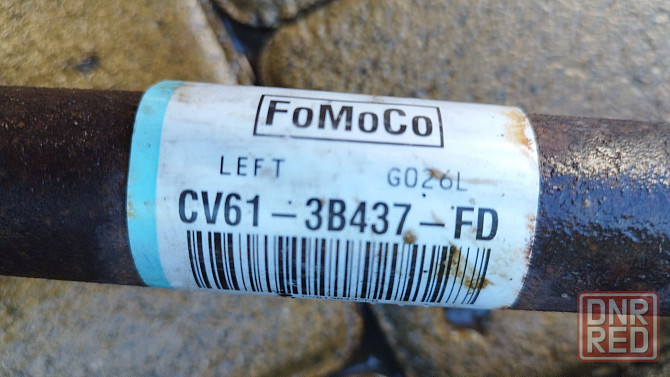 FoMoCo
LEFT G026L
CV61-3B437-FD
DNR
RED